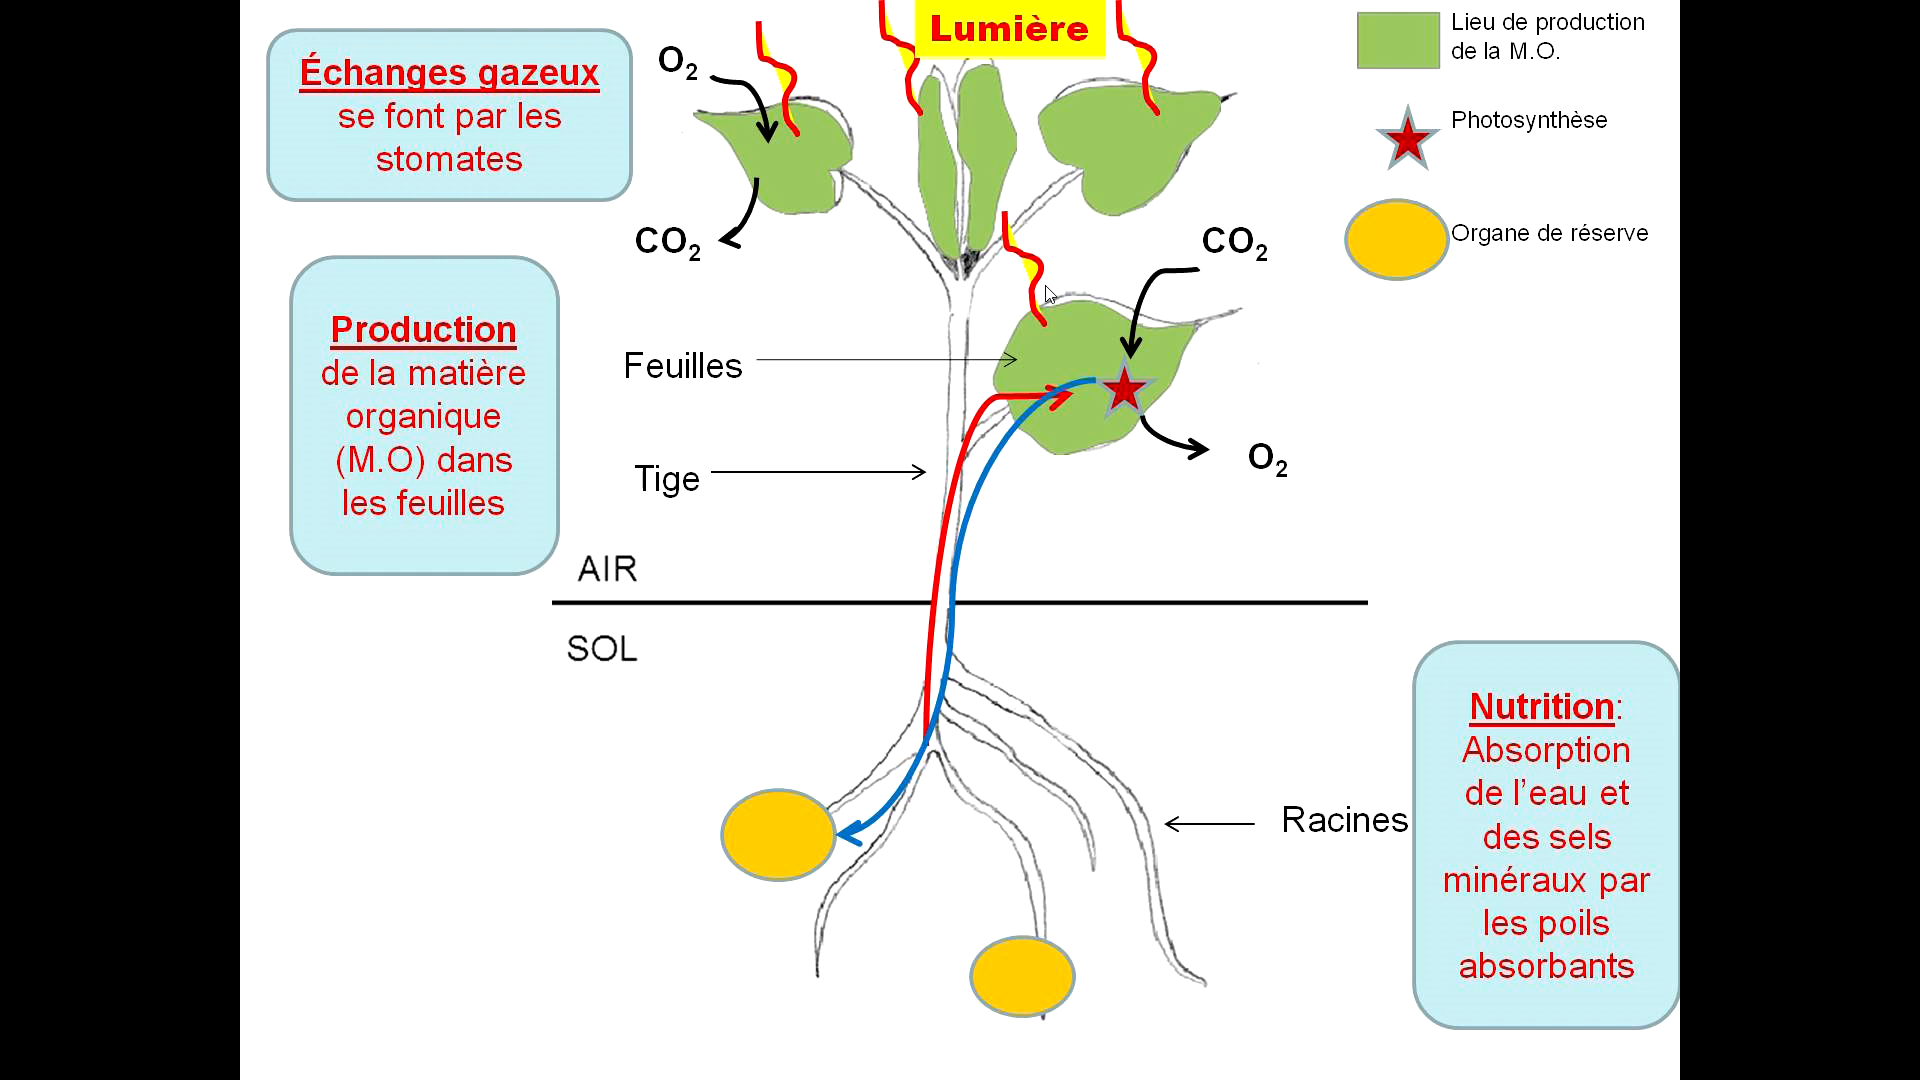 Lumière
Échanges gazeux
se font par les
stomates
O2
CO2
Lieu de production
de la M.O.
Photosynthèse
Organe de réserve
Production
de la matière
organique
(M.O) dans
les feuilles
CO2
Feuilles
O2
Tige
AIR
SOL
Racines
Nutrition:
Absorption
de l’eau et
des sels
minéraux par
les poils
absorbants